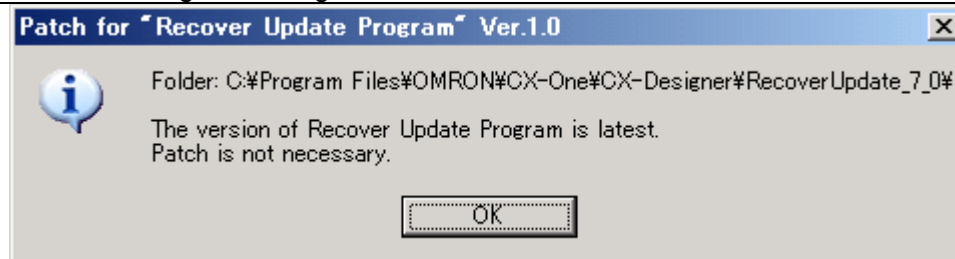 Patch for “Recover Update Program” Ver.1.0
Folder: C:¥Program Files¥OMRON¥CX-One¥CX-Designer¥RecoverUpdate_7_0¥
The version of Recover Update Program is latest.
Patch is not necessary.
OK